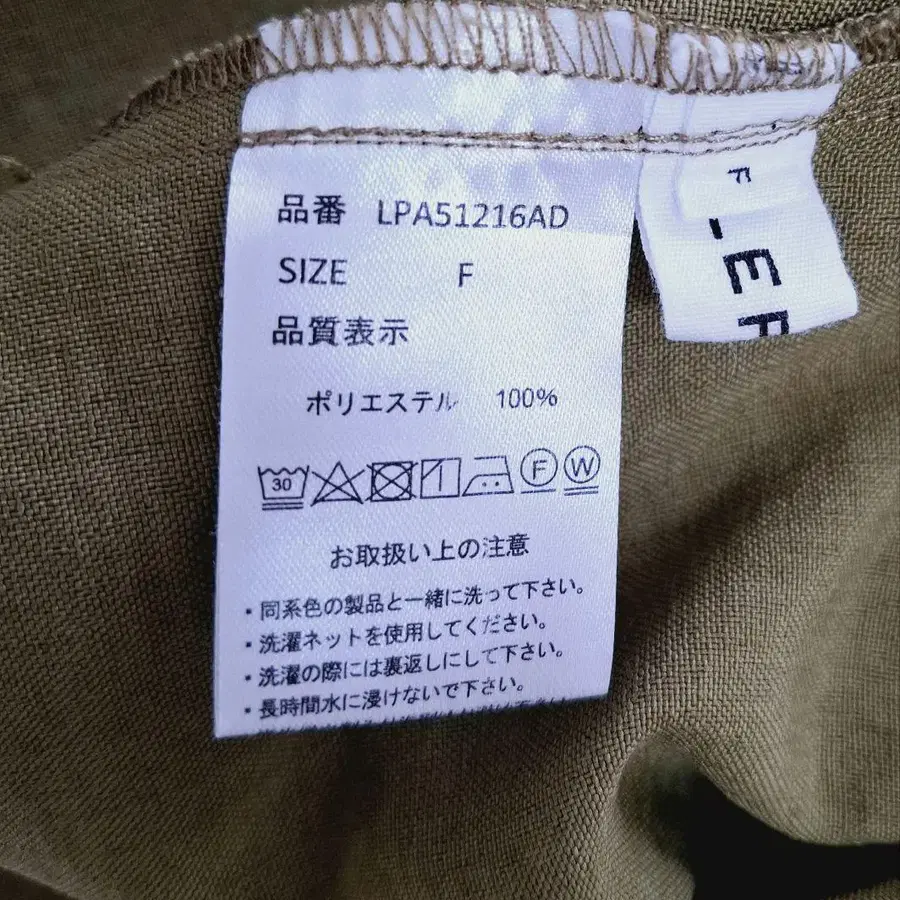 品番 LPA51216AD
SIZE F
品質表示
ポリエステル 100%
30 F W
お取扱い上の注意
・同系色の製品と一緒に洗って下さい。
・洗濯ネットを使用してください。
・洗濯の際には裏返しにして下さい。
・長時間水に浸けないで下さい。